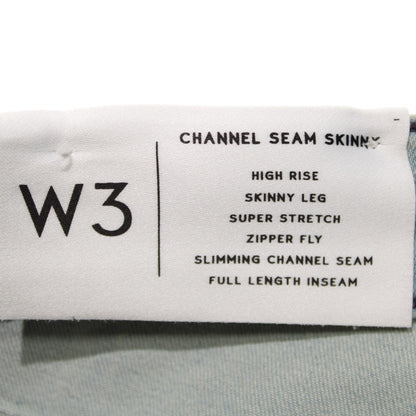 W3
CHANNEL SEAM SKINNY
HIGH RISE
SKINNY LEG
SUPER STRETCH
ZIPPER FLY
SLIMMING CHANNEL SEAM
FULL LENGTH INSEAM